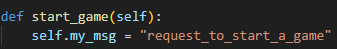 def start_game(self):
    self.my_msg = "request_to_start_a_game"